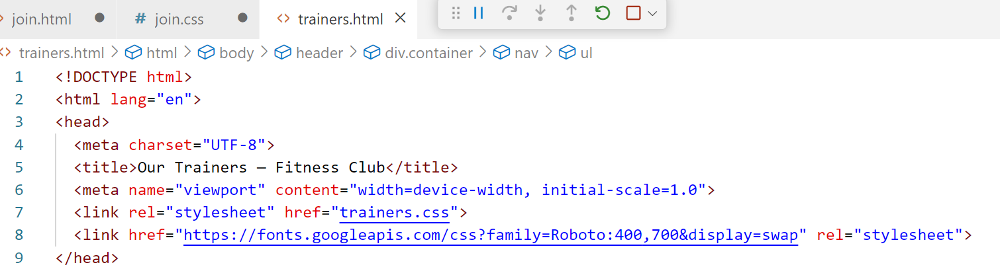 join.html # join.css <> trainers.html
<> trainers.html > html > body > header > div.container > nav > ul
1 <!DOCTYPE html>
2 <html lang="en">
3 <head>
4 <meta charset="UTF-8">
5 <title>Our Trainers — Fitness Club</title>
6 <meta name="viewport" content="width=device-width, initial-scale=1.0">
7 <link rel="stylesheet" href="trainers.css">
8 <link href="https://fonts.googleapis.com/css?family=Roboto:400,700&display=swap" rel="stylesheet">
9 </head>